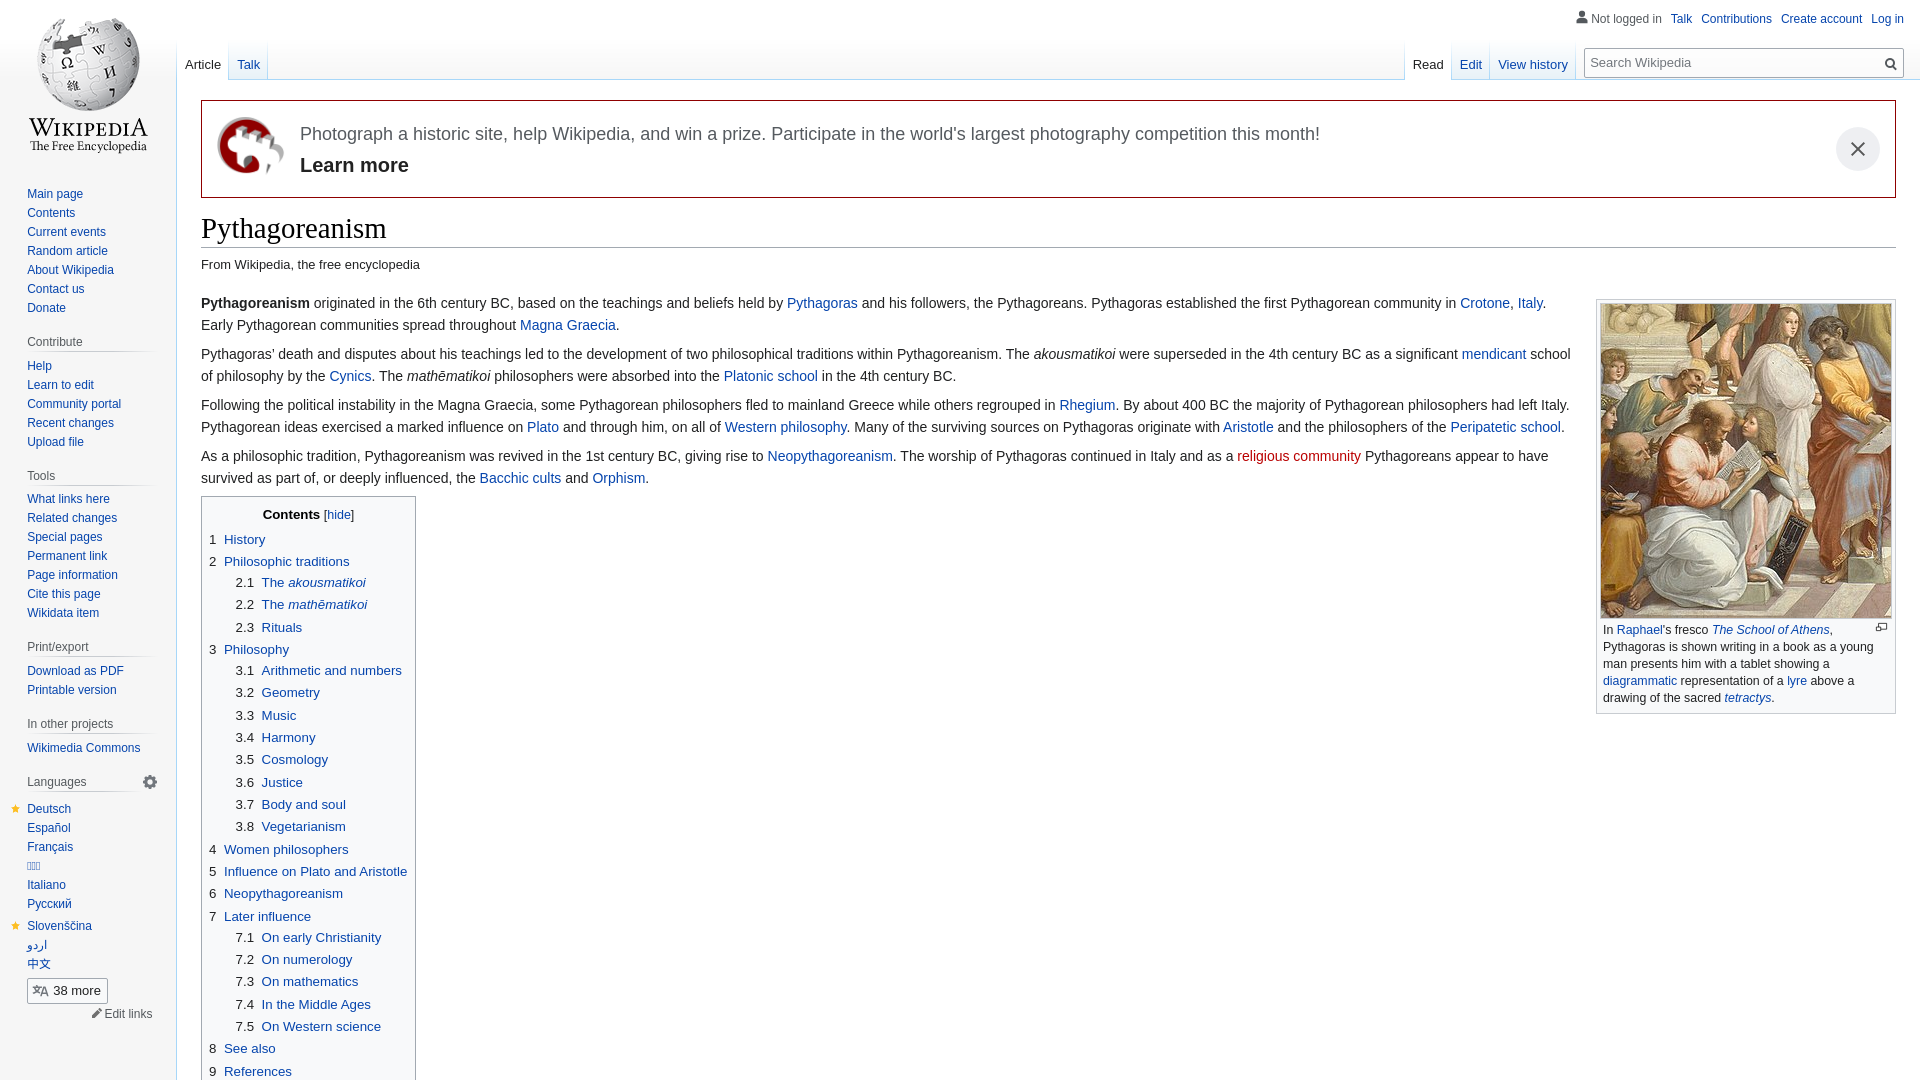 Not logged in Talk Contributions Create account Log in
Article Talk Read Edit View history Search Wikipedia
WIKIPEDIA
The Free Encyclopedia
Main page
Contents
Current events
Random article
About Wikipedia
Contact us
Donate
Contribute
Help
Learn to edit
Community portal
Recent changes
Upload file
Tools
What links here
Related changes
Special pages
Permanent link
Page information
Cite this page
Wikidata item
Print/export
Download as PDF
Printable version
In other projects
Wikimedia Commons
Languages
Deutsch
Español
Français
Italiano
Русский
Slovenščina
اردو
中文
38 more
Edit links
Photograph a historic site, help Wikipedia, and win a prize. Participate in the world's largest photography competition this month!
Learn more
Pythagoreanism
From Wikipedia, the free encyclopedia
Pythagoreanism originated in the 6th century BC, based on the teachings and beliefs held by Pythagoras and his followers, the Pythagoreans. Pythagoras established the first Pythagorean community in Crotone, Italy.
Early Pythagorean communities spread throughout Magna Graecia.
Pythagoras’ death and disputes about his teachings led to the development of two philosophical traditions within Pythagoreanism. The akousmatikoi were superseded in the 4th century BC as a significant mendicant school
of philosophy by the Cynics. The mathēmatikoi philosophers were absorbed into the Platonic school in the 4th century BC.
Following the political instability in the Magna Graecia, some Pythagorean philosophers fled to mainland Greece while others regrouped in Rhegium. By about 400 BC the majority of Pythagorean philosophers had left Italy.
Pythagorean ideas exercised a marked influence on Plato and through him, on all of Western philosophy. Many of the surviving sources on Pythagoras originate with Aristotle and the philosophers of the Peripatetic school.
As a philosophic tradition, Pythagoreanism was revived in the 1st century BC, giving rise to Neopythagoreanism. The worship of Pythagoras continued in Italy and as a religious community Pythagoreans appear to have
survived as part of, or deeply influenced, the Bacchic cults and Orphism.
In Raphael's fresco The School of Athens,
Pythagoras is shown writing in a book as a young
man presents him with a tablet showing a
diagrammatic representation of a lyre above a
drawing of the sacred tetractys.
Contents [hide]
1 History
2 Philosophic traditions
2.1 The akousmatikoi
2.2 The mathēmatikoi
2.3 Rituals
3 Philosophy
3.1 Arithmetic and numbers
3.2 Geometry
3.3 Music
3.4 Harmony
3.5 Cosmology
3.6 Justice
3.7 Body and soul
3.8 Vegetarianism
4 Women philosophers
5 Influence on Plato and Aristotle
6 Neopythagoreanism
7 Later influence
7.1 On early Christianity
7.2 On numerology
7.3 On mathematics
7.4 In the Middle Ages
7.5 On Western science
8 See also
9 References